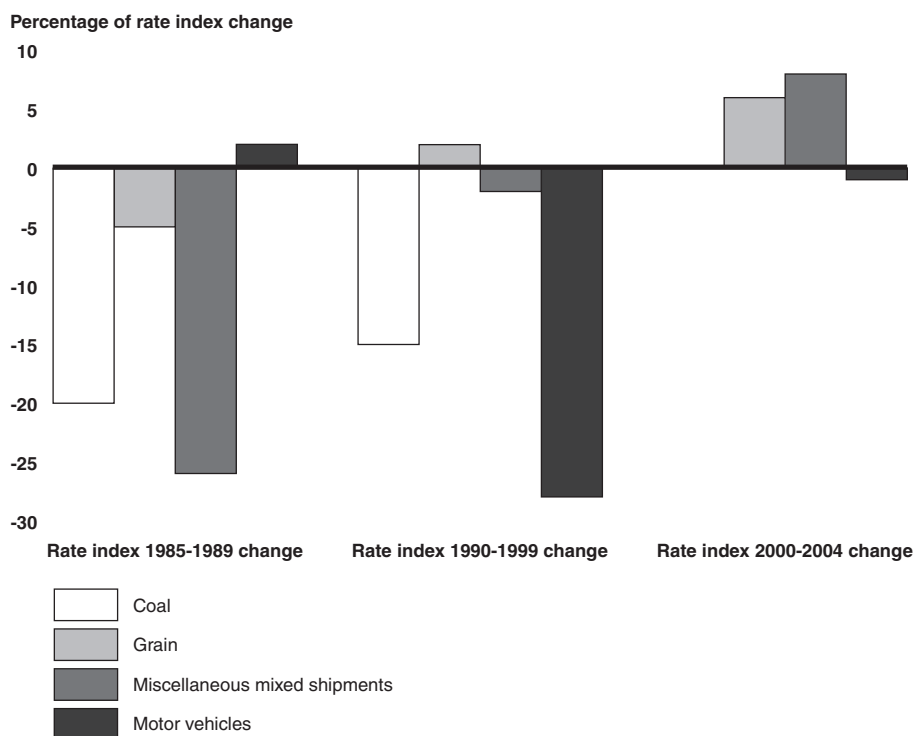 Percentage of rate index change
10
5
0
-5
-10
-15
-20
-25
-30
Rate index 1985-1989 change
Rate index 1990-1999 change
Rate index 2000-2004 change
Coal
Grain
Miscellaneous mixed shipments
Motor vehicles